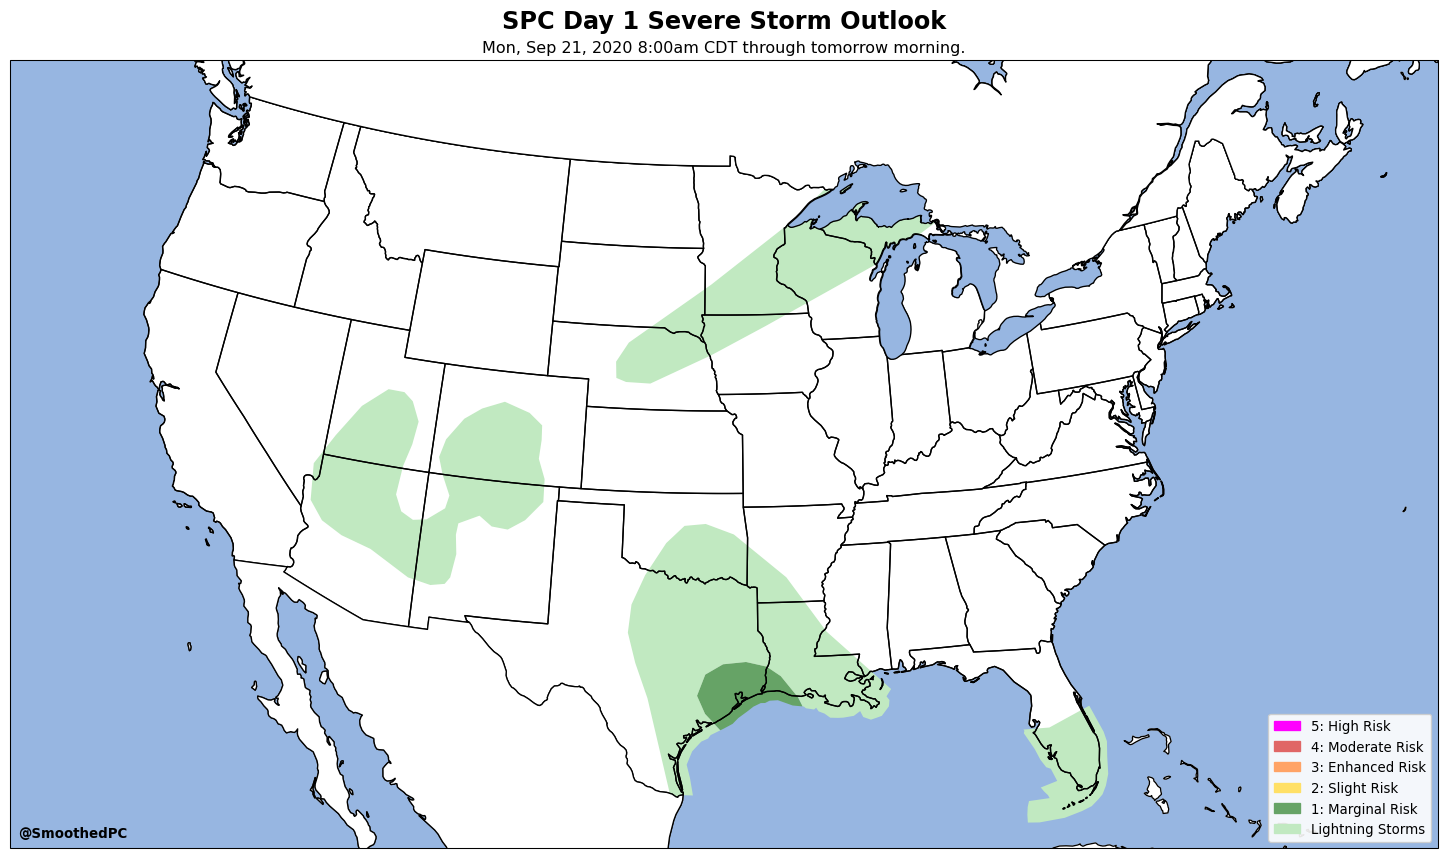 SPC Day 1 Severe Storm Outlook
Mon, Sep 21, 2020 8:00am CDT through tomorrow morning.
5: High Risk
4: Moderate Risk
3: Enhanced Risk
2: Slight Risk
1: Marginal Risk
Lightning Storms
@SmoothedPC